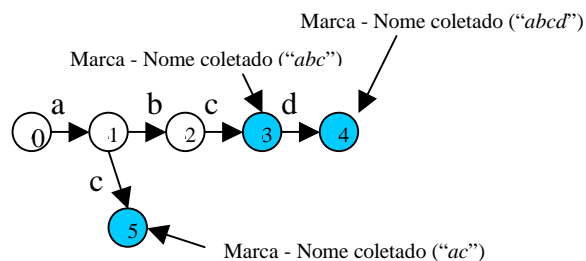 Marca - Nome coletado (“abcd”)
Marca - Nome coletado (“abc”)
a b c d
0 1 2 3 4
c
5
Marca - Nome coletado (“ac”)